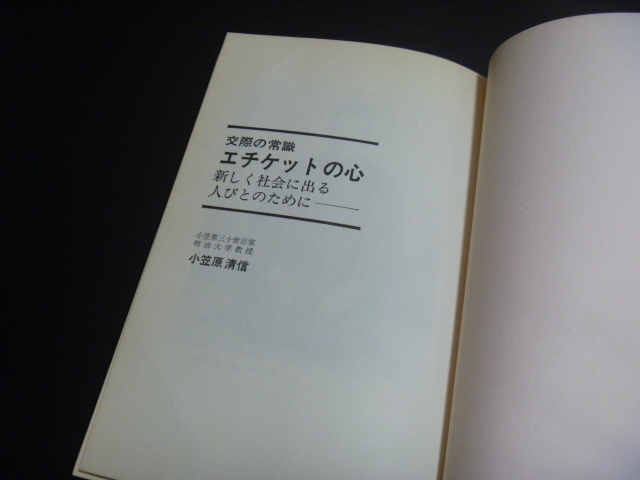 交際の常識
エチケットの心
新しく社会に出る
人びとのために――
小笠原三十世宗家
明治大学教授
小笠原清信